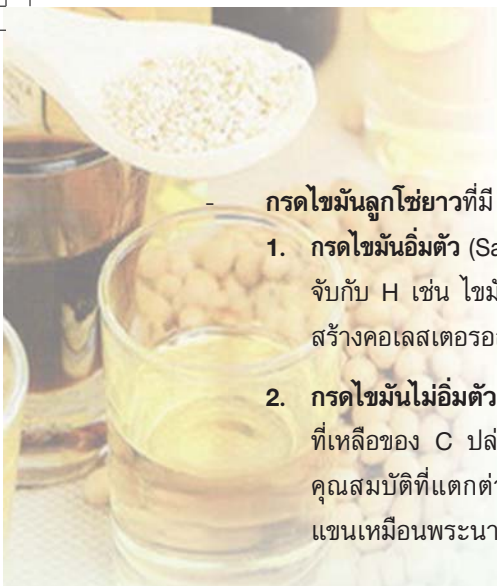 - กรดไขมันลูกโซ่ยาวที่มี
1. กรดไขมันอิ่มตัว (Sa
จับกับ H เช่น ไขมั
สร้างคอเลสเตอรอ
2. กรดไขมันไม่อิ่มตัว
ที่เหลือของ C ปล่
คุณสมบัติที่แตกต่า
แขนเหมือนพระนา